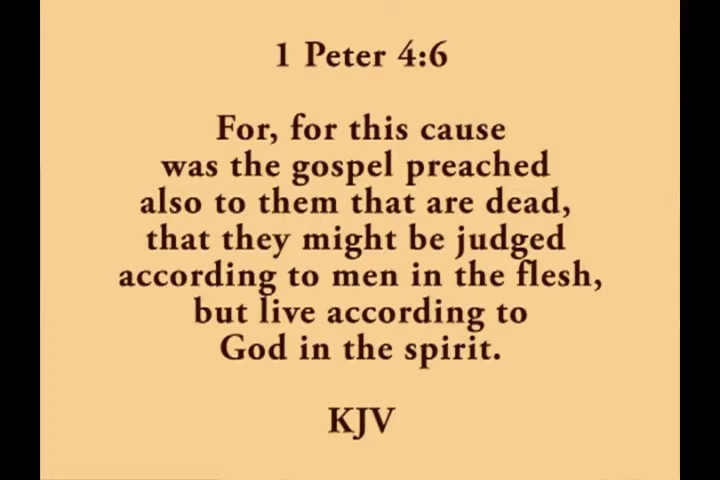 1 Peter 4:6
For, for this cause
was the gospel preached
also to them that are dead,
that they might be judged
according to men in the flesh,
but live according to
God in the spirit.
KJV